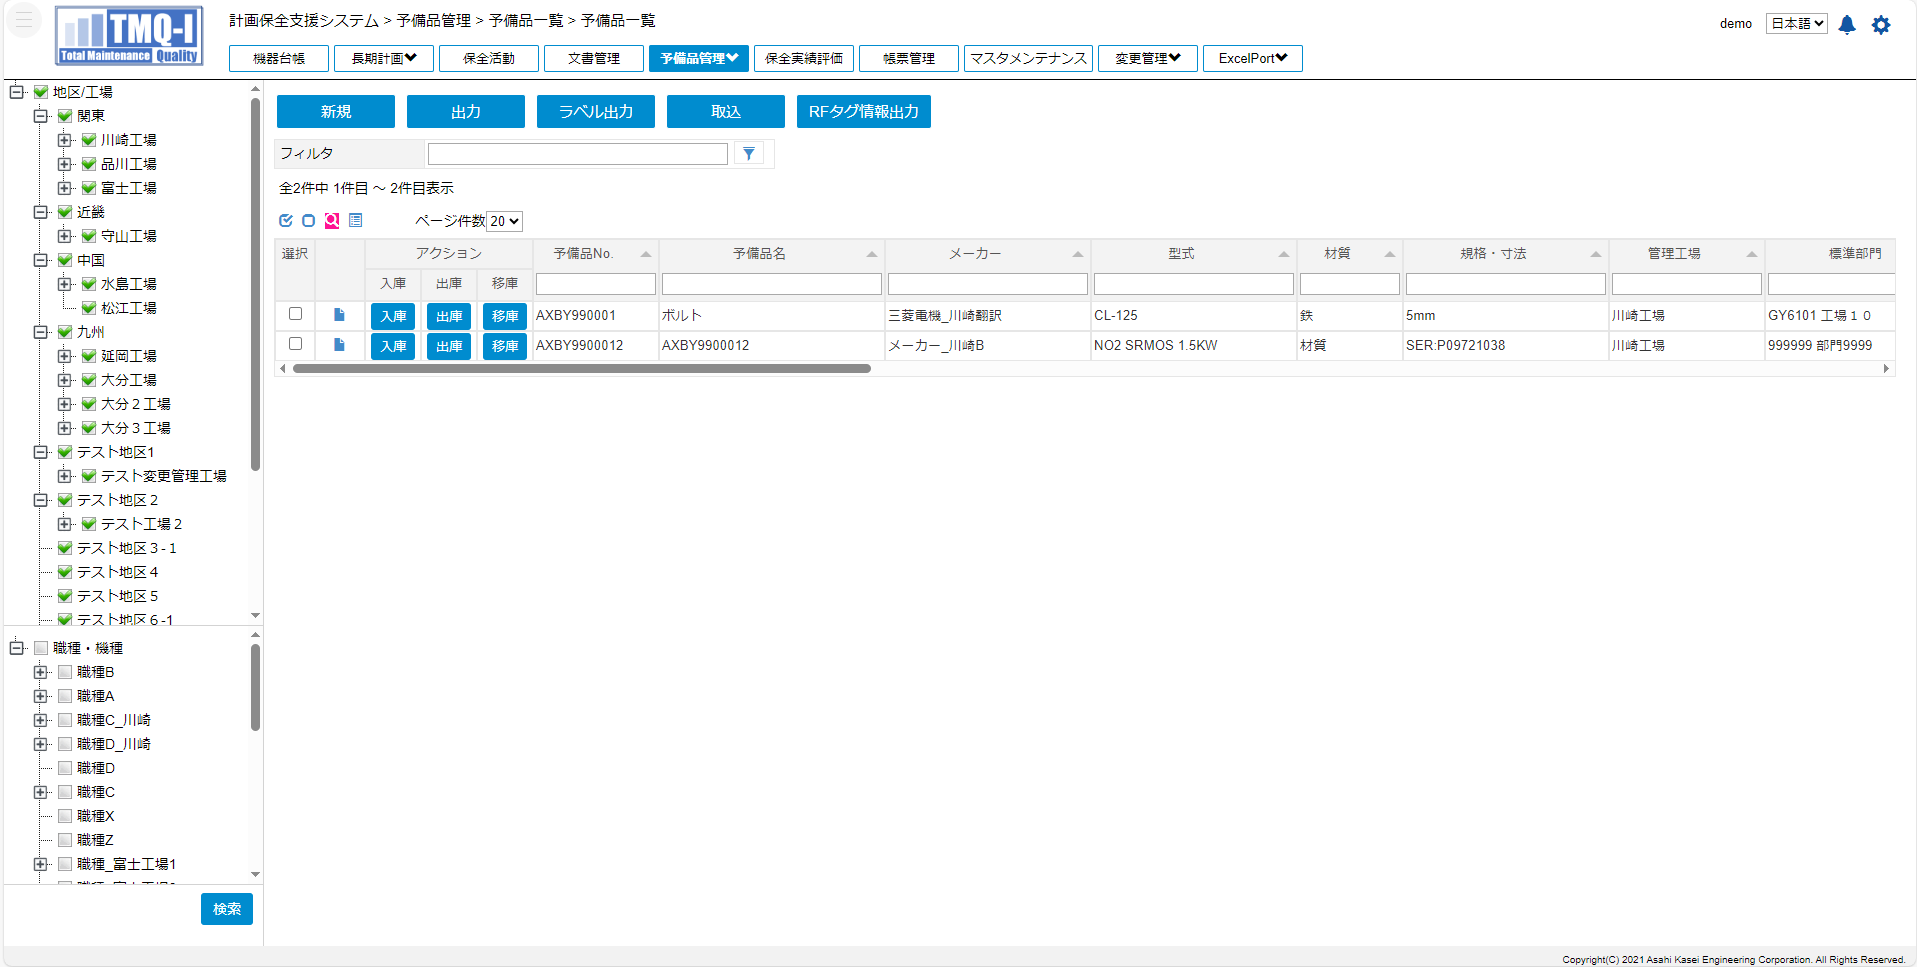 TMQ-I
Total Maintenance Quality
計画保全支援システム > 予備品管理 > 予備品一覧 > 予備品一覧
demo 日本語
機器台帳 長期計画 保全活動 文書管理 予備品管理 保全実績評価 帳票管理 マスタメンテナンス 変更管理 ExcelPort
地区/工場
関東
川崎工場
品川工場
富士工場
近畿
守山工場
中国
水島工場
松江工場
九州
延岡工場
大分工場
大分２工場
大分３工場
テスト地区1
テスト変更管理工場
テスト地区２
テスト工場２
テスト地区３-１
テスト地区４
テスト地区５
テスト地区６-1
職種・機種
職種B
職種A
職種C_川崎
職種D_川崎
職種D
職種C
職種X
職種Z
職種_富士工場1
検索
新規 出力 ラベル出力 取込 RFタグ情報出力
フィルタ
全2件中 1件目 ～ 2件目表示
ページ件数 20
選択 アクション 予備品No. 予備品名 メーカー 型式 材質 規格・寸法 管理工場 標準部門
入庫 出庫 移庫
入庫 出庫 移庫 AXBY990001 ボルト 三菱電機_川崎翻訳 CL-125 鉄 5mm 川崎工場 GY6101 工場１０
入庫 出庫 移庫 AXBY9900012 AXBY9900012 メーカー_川崎B NO2 SRMOS 1.5KW 材質 SER:P09721038 川崎工場 999999 部門9999
Copyright(C) 2021 Asahi Kasei Engineering Corporation. All Rights Reserved.